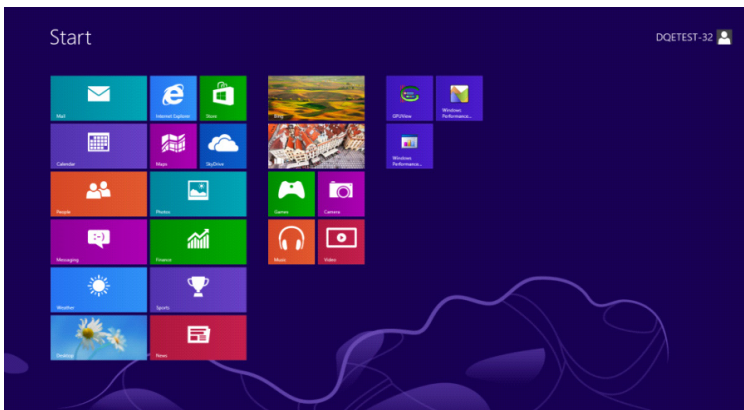 Start
DQETEST-32
Mail
Internet Explorer
Store
Calendar
Maps
SkyDrive
People
Photos
Messaging
Finance
Weather
Sports
Desktop
News
Bing
Games
Camera
Music
Video
GPUView
Windows
Performance...
Windows
Performance...